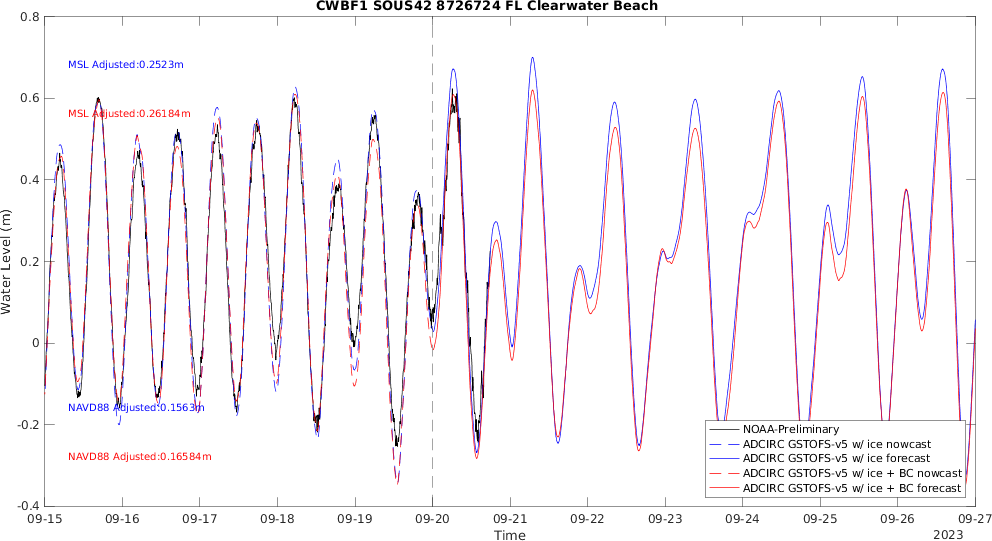 CWBF1 SOUS42 8726724 FL Clearwater Beach
0.8
0.6
0.4
0.2
0
-0.2
-0.4
Water Level (m)
MSL Adjusted:0.2523m
MSL Adjusted:0.26184m
NAVD88 Adjusted:0.1563m
NAVD88 Adjusted:0.16584m
NOAA-Preliminary
ADCIRC GSTOFS-v5 w/ ice nowcast
ADCIRC GSTOFS-v5 w/ ice forecast
ADCIRC GSTOFS-v5 w/ ice + BC nowcast
ADCIRC GSTOFS-v5 w/ ice + BC forecast
09-15 09-16 09-17 09-18 09-19 09-20 09-21 09-22 09-23 09-24 09-25 09-26 09-27
Time
2023